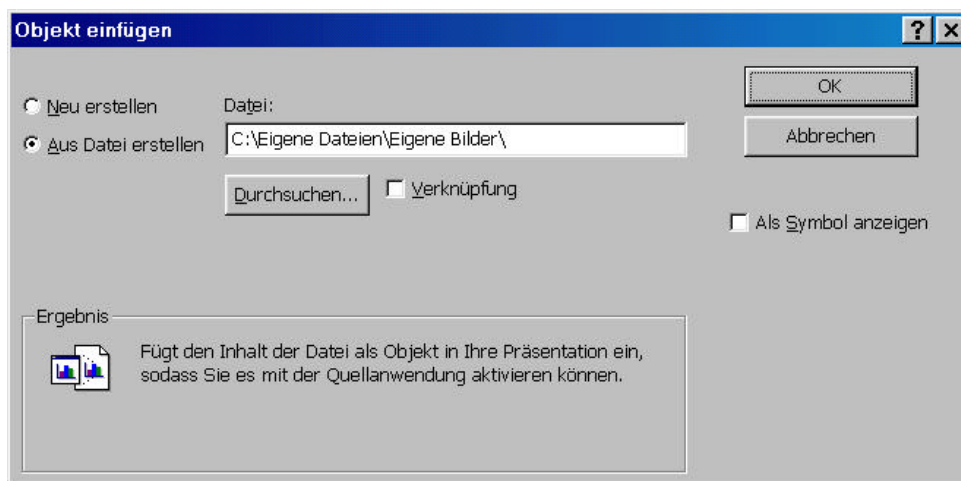 Objekt einfügen
Neu erstellen
Aus Datei erstellen
Datei:
C:\Eigene Dateien\Eigene Bilder\
Durchsuchen...
Verknüpfung
OK
Abbrechen
Als Symbol anzeigen
Ergebnis
Fügt den Inhalt der Datei als Objekt in Ihre Präsentation ein,
sodass Sie es mit der Quellanwendung aktivieren können.